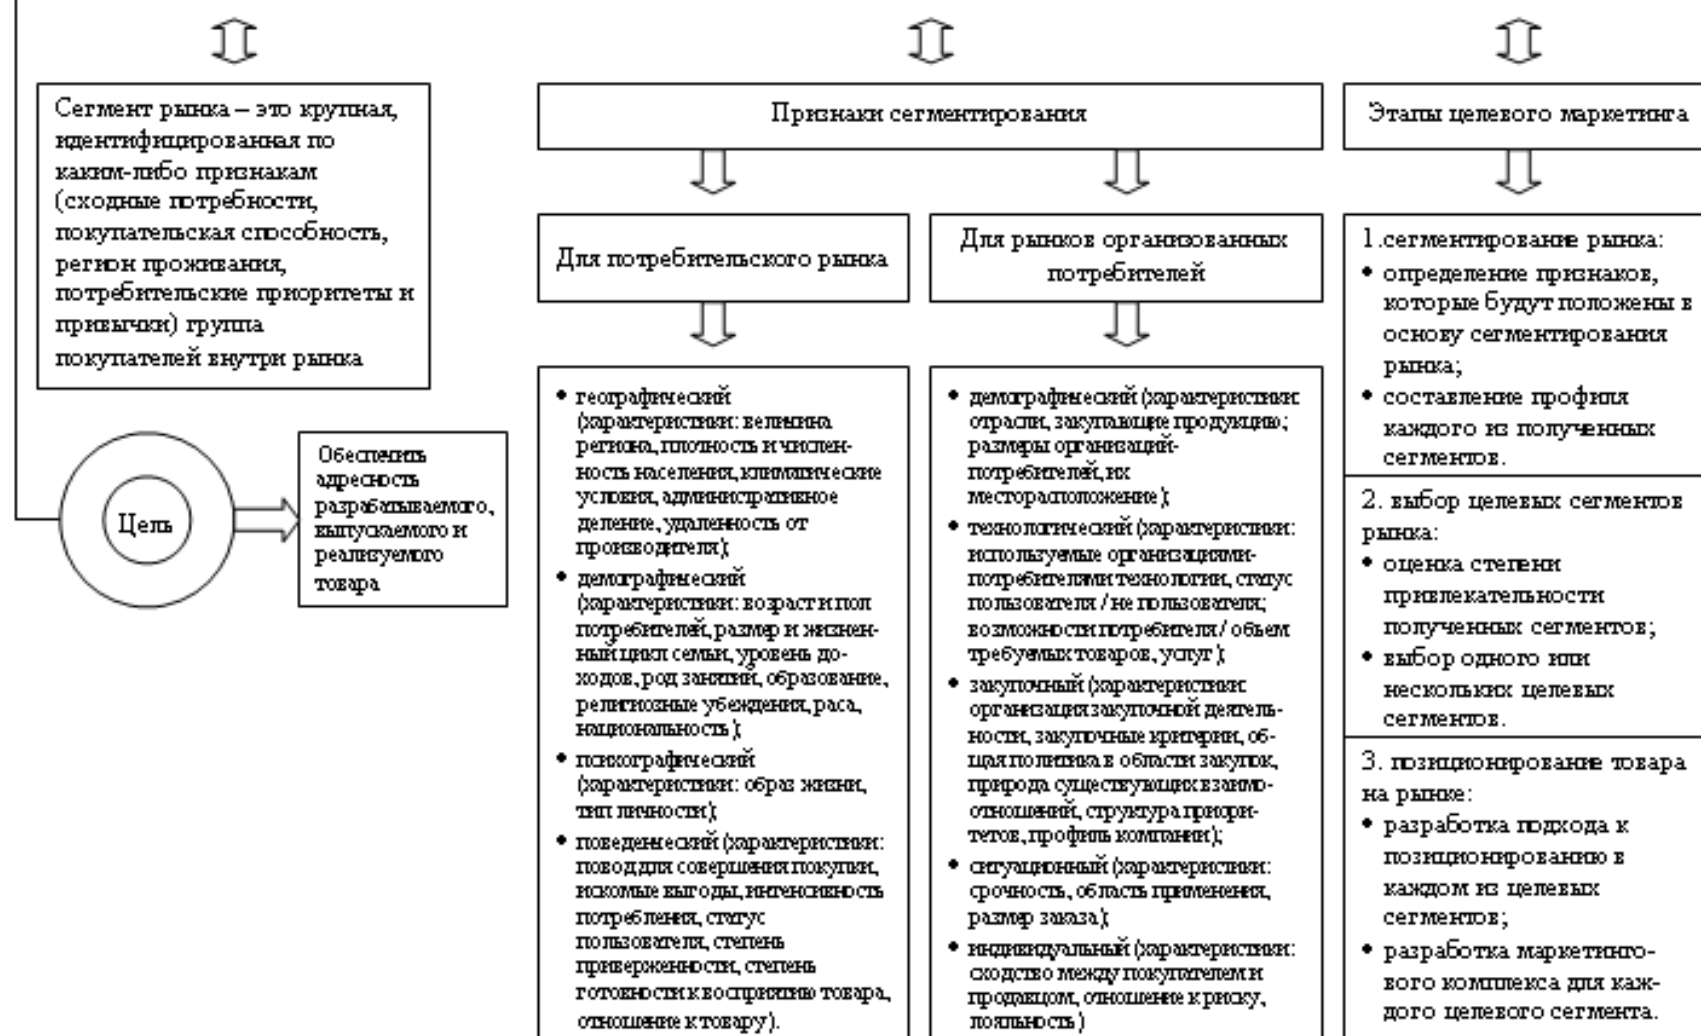 Сегмент рынка – это крупная,
идентифицированная по
каким-либо признакам
(сходные потребности,
покупательская способность,
регион проживания,
потребительские приоритеты и
привычки) группа
покупателей внутри рынка
Цель
Обеспечить
адресность
разрабатываемого,
выпускаемого и
реализуемого
товара
Признаки сегментирования
Для потребительского рынка
• географический
(характеристики: величина
региона, плотность и числен-
ность населения, климатические
условия, административное
деление, удаленность от
производителя);
• демографический
(характеристики: возраст и пол
потребителей, размер и жизнен-
ный цикл семьи, уровень до-
ходов, род занятий, образование,
религиозные убеждения, раса,
национальность);
• психографический
(характеристики: образ жизни,
тип личности);
• поведенческий (характеристики:
повод для совершения покупки,
искомые выгоды, интенсивность
потребления, статус
пользователя, степень
приверженности, степень
готовности к восприятию товара,
отношение к товару).
Для рынков организованных
потребителей
• демографический (характеристики:
отрасли, закупающие продукцию;
размеры организаций-
потребителей, их
месторасположение);
• технологический (характеристики:
используемые организациями-
потребителями технологии, статус
пользователя / не пользователя;
возможности потребителя / объем
требуемых товаров, услуг);
• закупочный (характеристики:
организация закупочной деятель-
ности, закупочные критерии, об-
щая политика в области закупок,
природа существующих взаимо-
отношений, структура приори-
тетов, профиль компании);
• ситуационный (характеристики:
срочность, область применения,
размер заказа);
• индивидуальный (характеристики:
сходство между покупателем и
продавцом, отношение к риску,
лояльность)
Этапы целевого маркетинга
1.сегментирование рынка:
• определение признаков,
которые будут положены в
основу сегментирования
рынка;
• составление профиля
каждого из полученных
сегментов.
2. выбор целевых сегментов
рынка:
• оценка степени
привлекательности
полученных сегментов;
• выбор одного или
нескольких целевых
сегментов.
3. позиционирование товара
на рынке:
• разработка подхода к
позиционированию в
каждом из целевых
сегментов;
• разработка маркетинго-
вого комплекса для каж-
дого целевого сегмента.